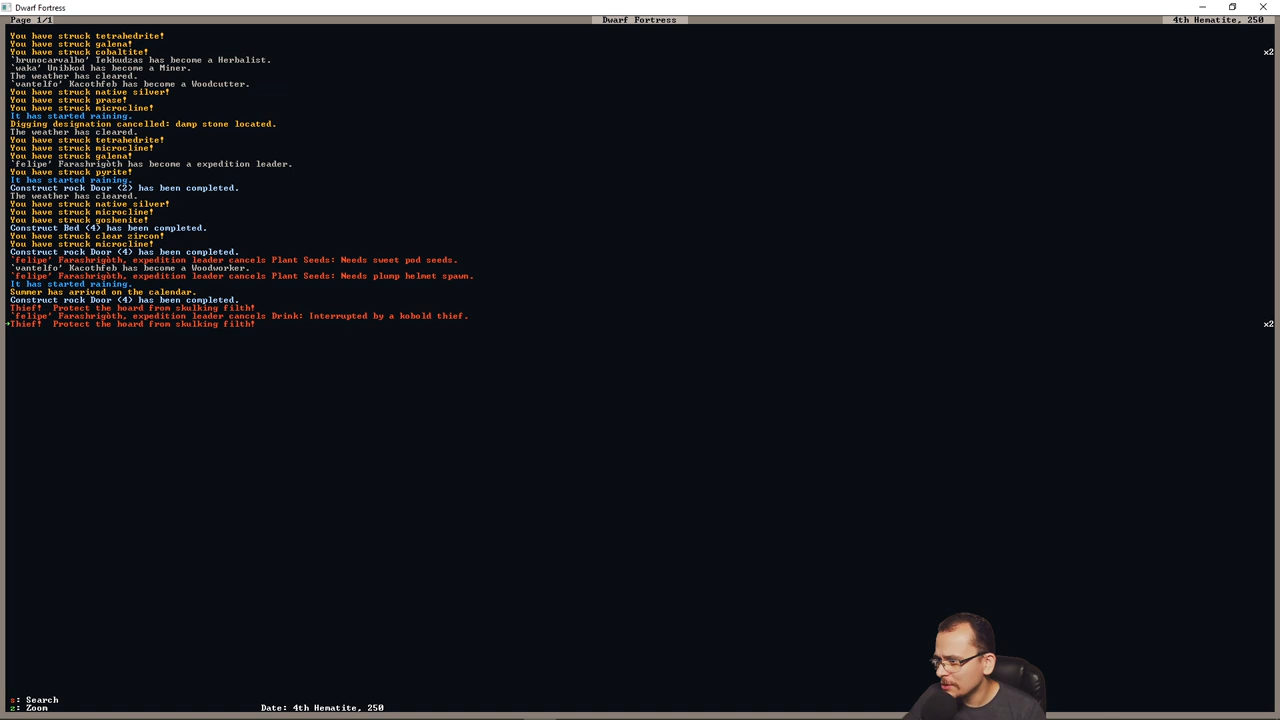 Dwarf Fortress
Page 1/1 Dwarf Fortress 4th Hematite, 250
You have struck tetrahedrite!
You have struck galena!
You have struck cobaltite! x2
`brunocarvalho' Tekkudzas has become a Herbalist.
`waka' Unibkod has become a Miner.
The weather has cleared.
`vantelfo' Kacothfeb has become a Woodcutter.
You have struck native silver!
You have struck prase!
You have struck microcline!
It has started raining.
Digging designation cancelled: damp stone located.
The weather has cleared.
You have struck tetrahedrite!
You have struck microcline!
You have struck galena!
`felipe' Farashrigòth has become a expedition leader.
You have struck pyrite!
It has started raining.
Construct rock Door (2) has been completed.
The weather has cleared.
You have struck native silver!
You have struck microcline!
You have struck goshenite!
Construct Bed (4) has been completed.
You have struck clear zircon!
You have struck microcline!
Construct rock Door (4) has been completed.
`felipe' Farashrigòth, expedition leader cancels Plant Seeds: Needs sweet pod seeds.
`vantelfo' Kacothfeb has become a Woodworker.
`felipe' Farashrigòth, expedition leader cancels Plant Seeds: Needs plump helmet spawn.
It has started raining.
Summer has arrived on the calendar.
Construct rock Door (4) has been completed.
Thief! Protect the hoard from skulking filth!
`felipe' Farashrigòth, expedition leader cancels Drink: Interrupted by a kobold thief.
Thief! Protect the hoard from skulking filth! x2
s: Search
z: Zoom Date: 4th Hematite, 250